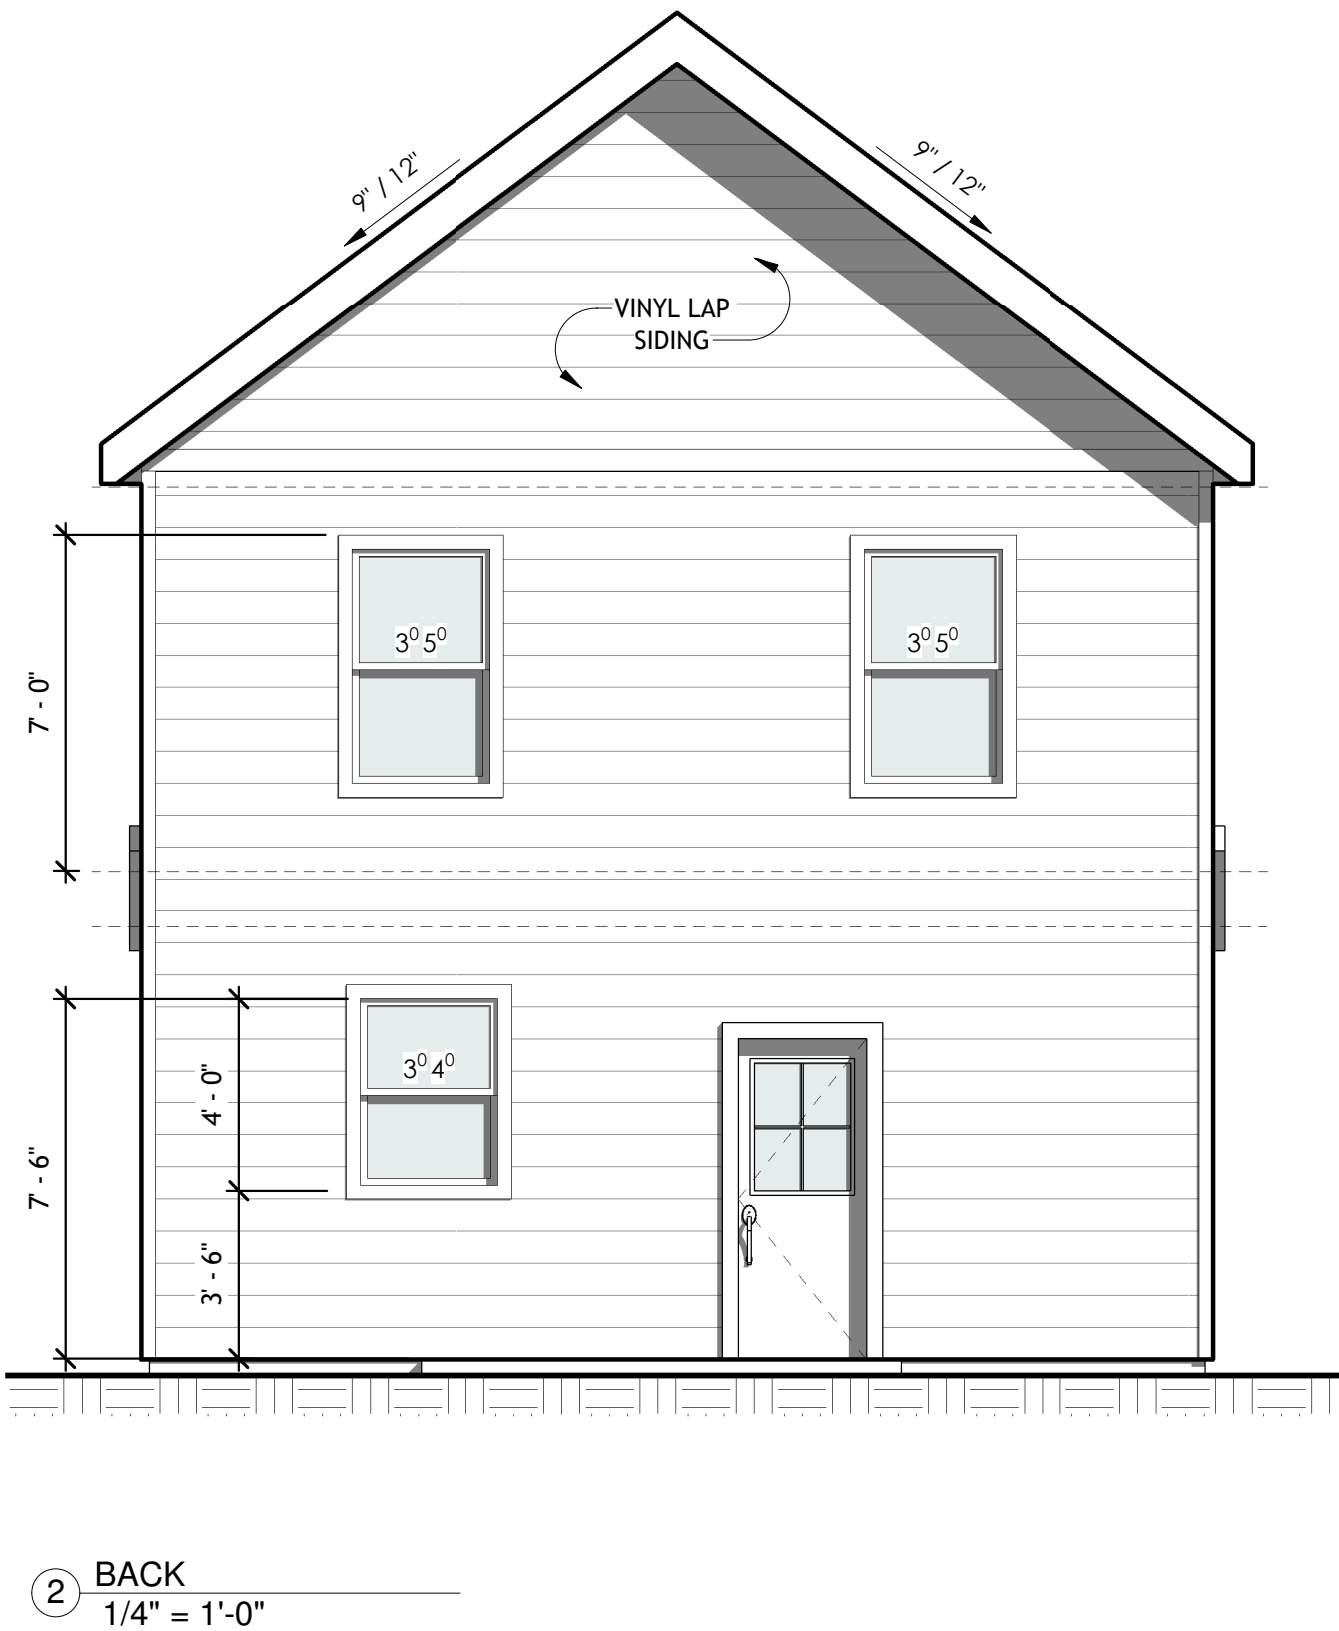 9" / 12"
9" / 12"
VINYL LAP
SIDING
3⁰ 5⁰
3⁰ 5⁰
7' - 0"
3⁰ 4⁰
4' - 0"
7' - 6"
3' - 6"
2
BACK
1/4" = 1'-0"